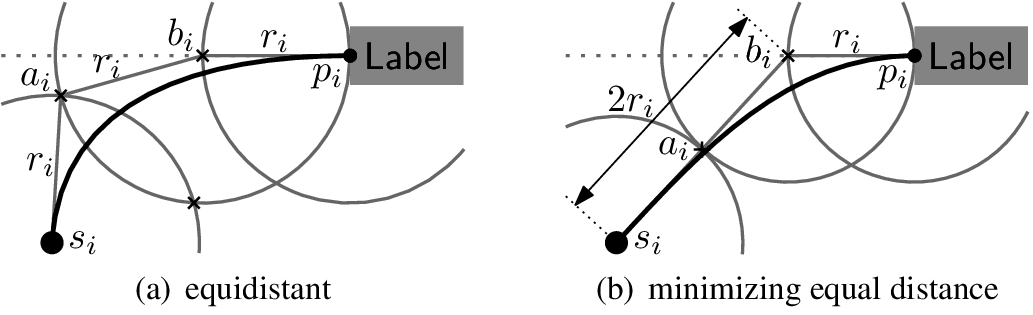 b_i r_i
Label
r_i
a_i p_i
r_i
s_i
(a) equidistant
b_i r_i
Label
2r_i p_i
a_i
s_i
(b) minimizing equal distance